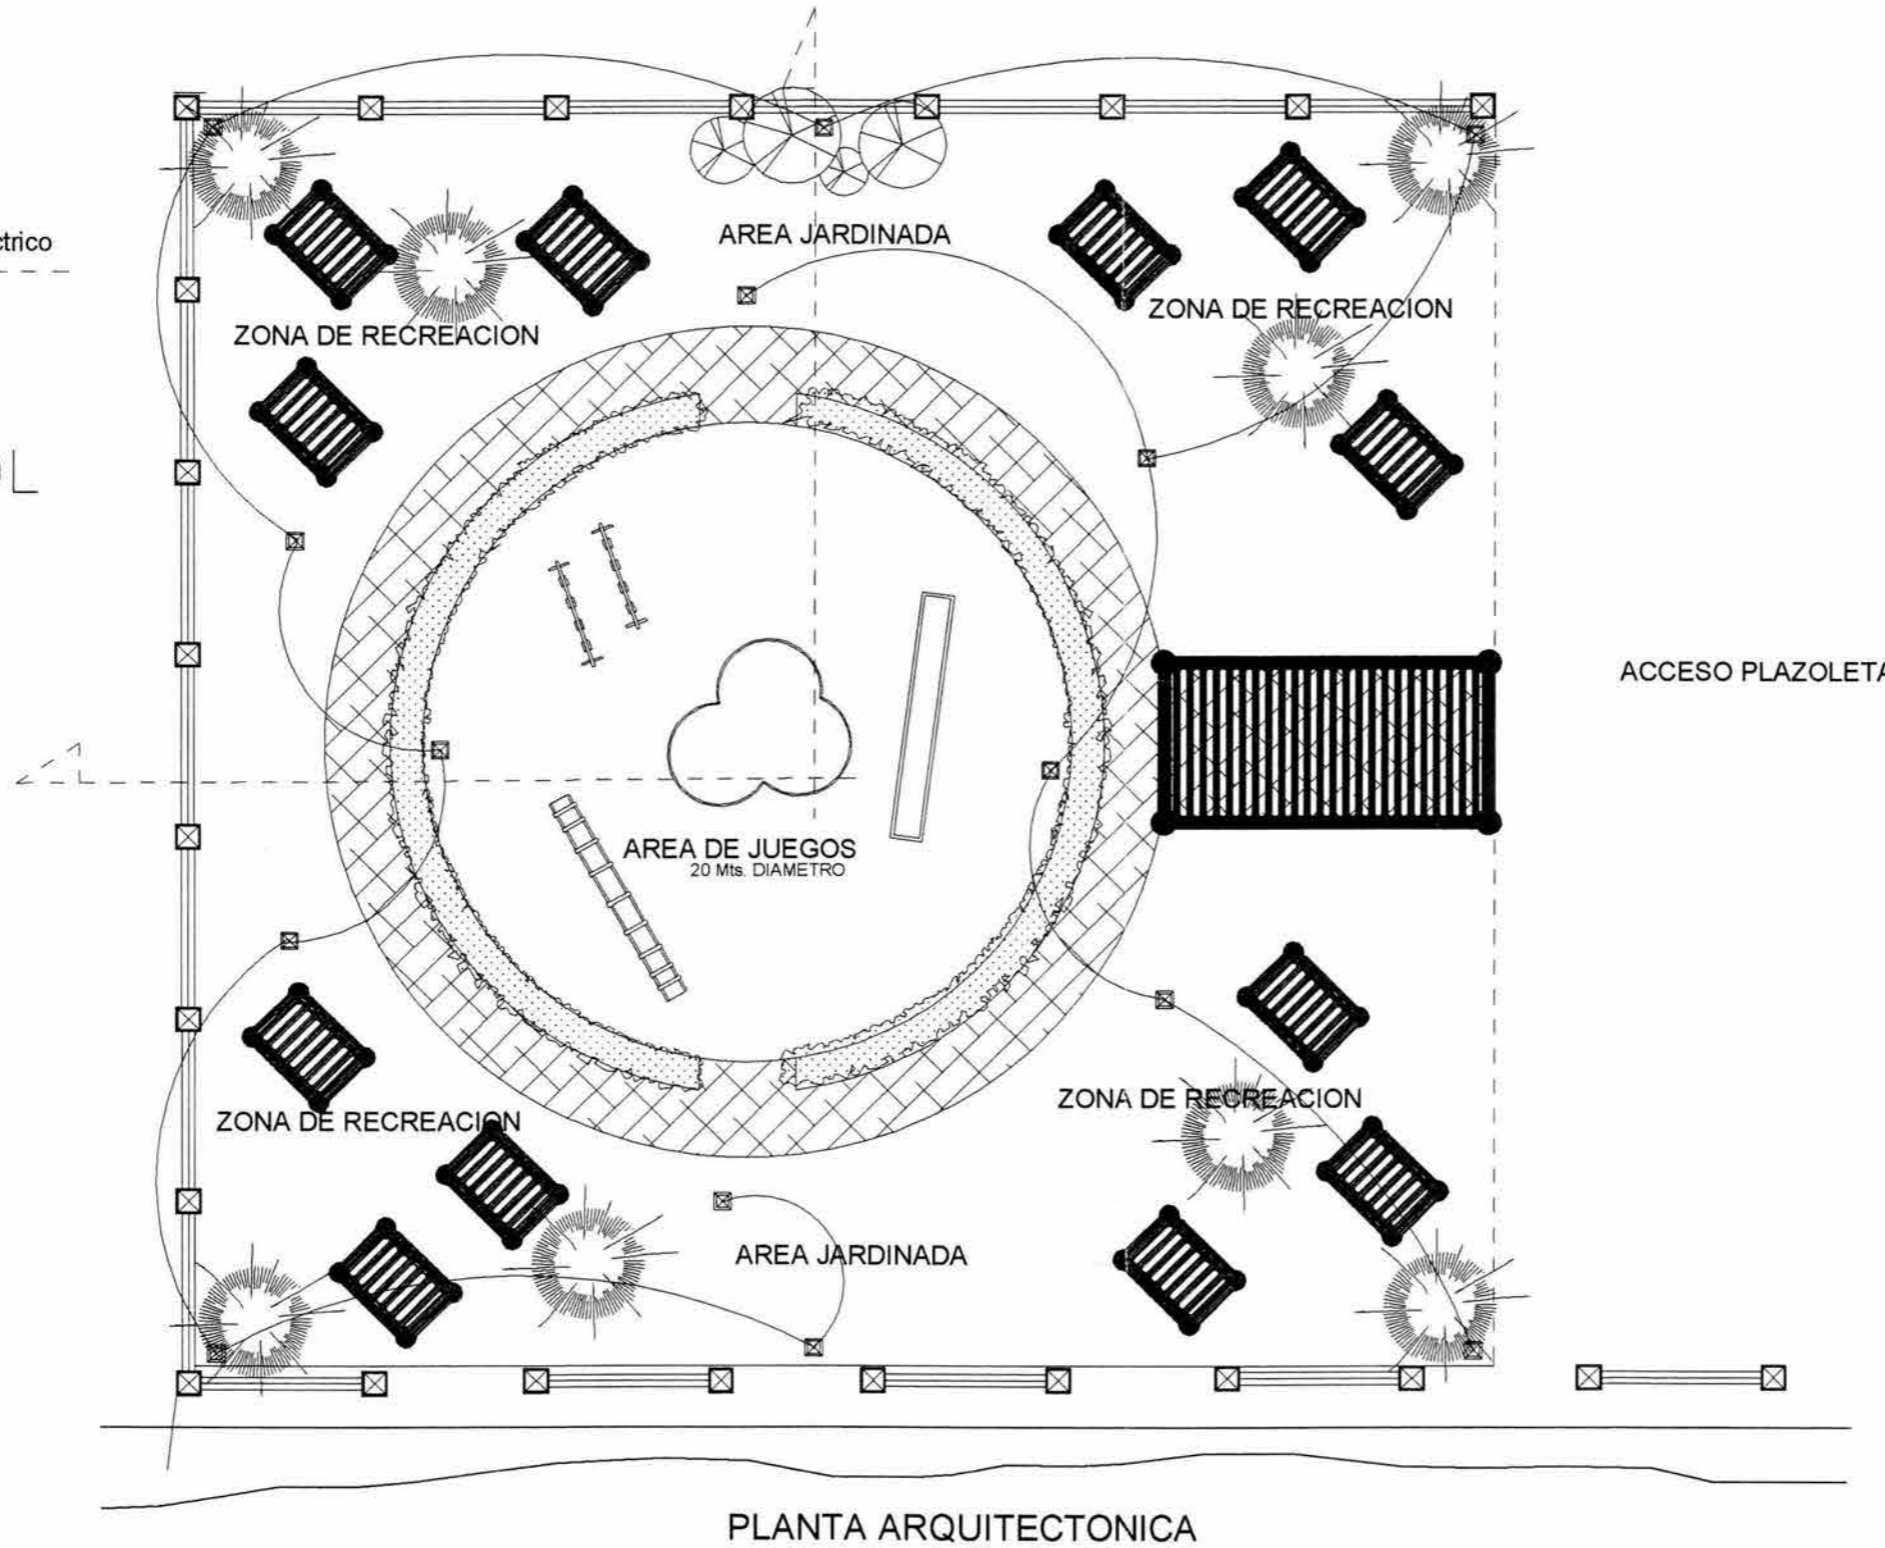 AREA JARDINADA
ZONA DE RECREACION
ZONA DE RECREACION
ACCESO PLAZOLETA
AREA DE JUEGOS
20 Mts. DIAMETRO
ZONA DE RECREACION
ZONA DE RECREACION
AREA JARDINADA
PLANTA ARQUITECTONICA